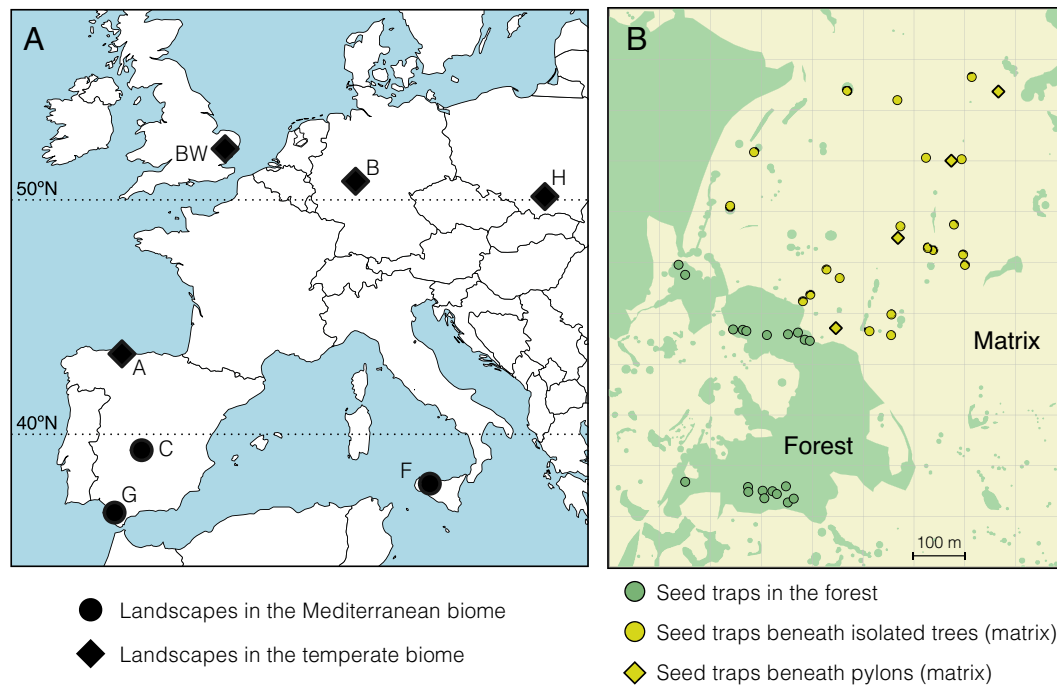 A
B
BW
B
H
50ºN
A
40ºN
C
F
G
Matrix
Forest
100 m
Landscapes in the Mediterranean biome
Landscapes in the temperate biome
Seed traps in the forest
Seed traps beneath isolated trees (matrix)
Seed traps beneath pylons (matrix)